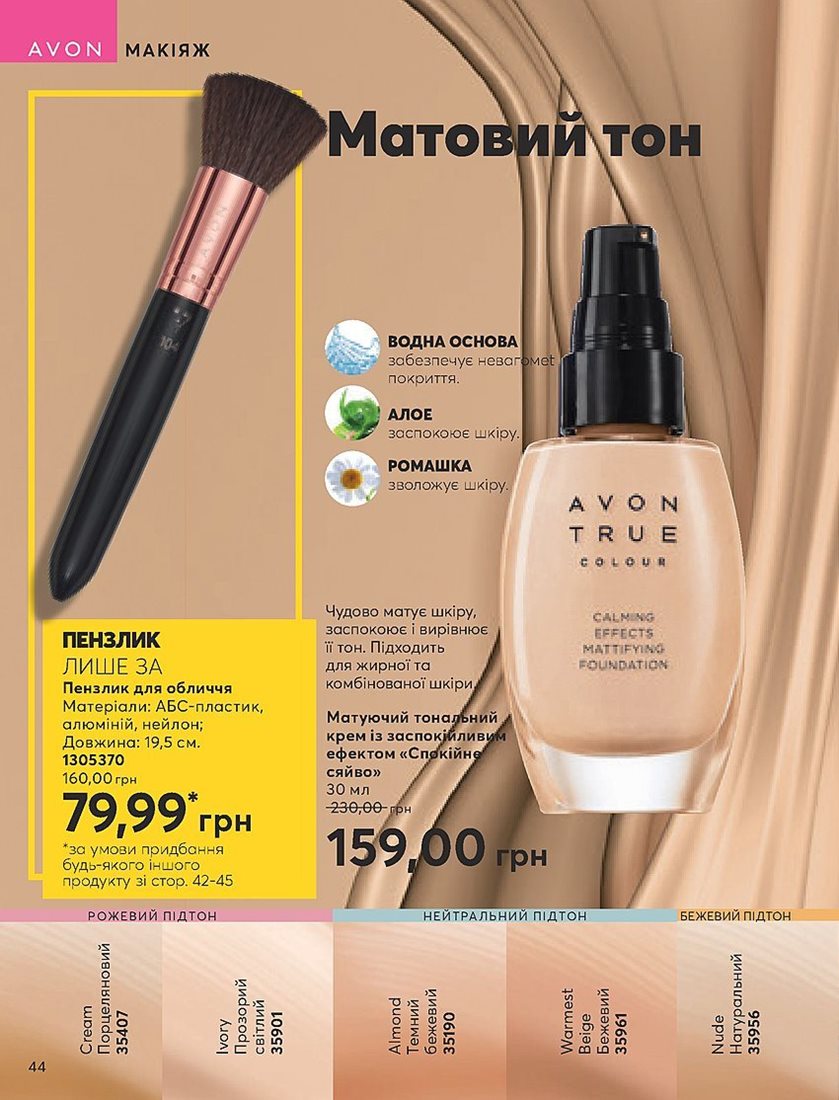 AVON МАКІЯЖ
Матовий тон
AVON
104
ВОДНА ОСНОВА
забезпечує невагомеt
покриття.
АЛОЕ
заспокоює шкіру.
РОМАШКА
зволожує шкіру.
AVON
TRUE
COLOUR
CALMING
EFFECTS
MATTIFYING
FOUNDATION
ПЕНЗЛИК
ЛИШЕ ЗА
Пензлик для обличчя
Матеріали: АБС-пластик,
алюміній, нейлон;
Довжина: 19,5 см.
1305370
160,00 грн
79,99* грн
*за умови придбання
будь-якого іншого
продукту зі стор. 42-45
Чудово матує шкіру,
заспокоює і вирівнює
її тон. Підходить
для жирної та
комбінованої шкіри.
Матуючий тональний
крем із заспокійливим
ефектом «Спокійне
сяйво»
30 мл
230,00 грн
159,00 грн
РОЖЕВИЙ ПІДТОН
НЕЙТРАЛЬНИЙ ПІДТОН
БЕЖЕВИЙ ПІДТОН
Cream
Порцеляновий
35407
Ivory
Прозорий
світлий
35901
Almond
Темний
бежевий
35190
Warmest
Beige
Бежевий
35961
Nude
Натуральний
35956
44